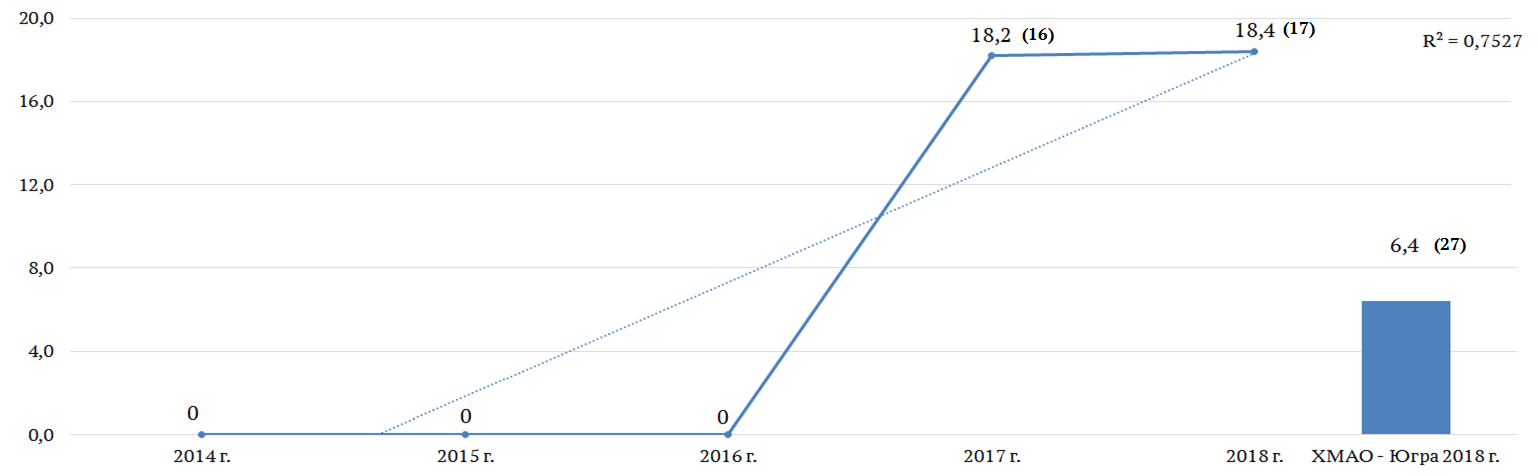 20,0
18,2 (16)
18,4 (17)
R² = 0,7527
16,0
12,0
8,0
6,4 (27)
4,0
0
0
0
0,0
2014 г.
2015 г.
2016 г.
2017 г.
2018 г.
ХМАО - Югра 2018 г.